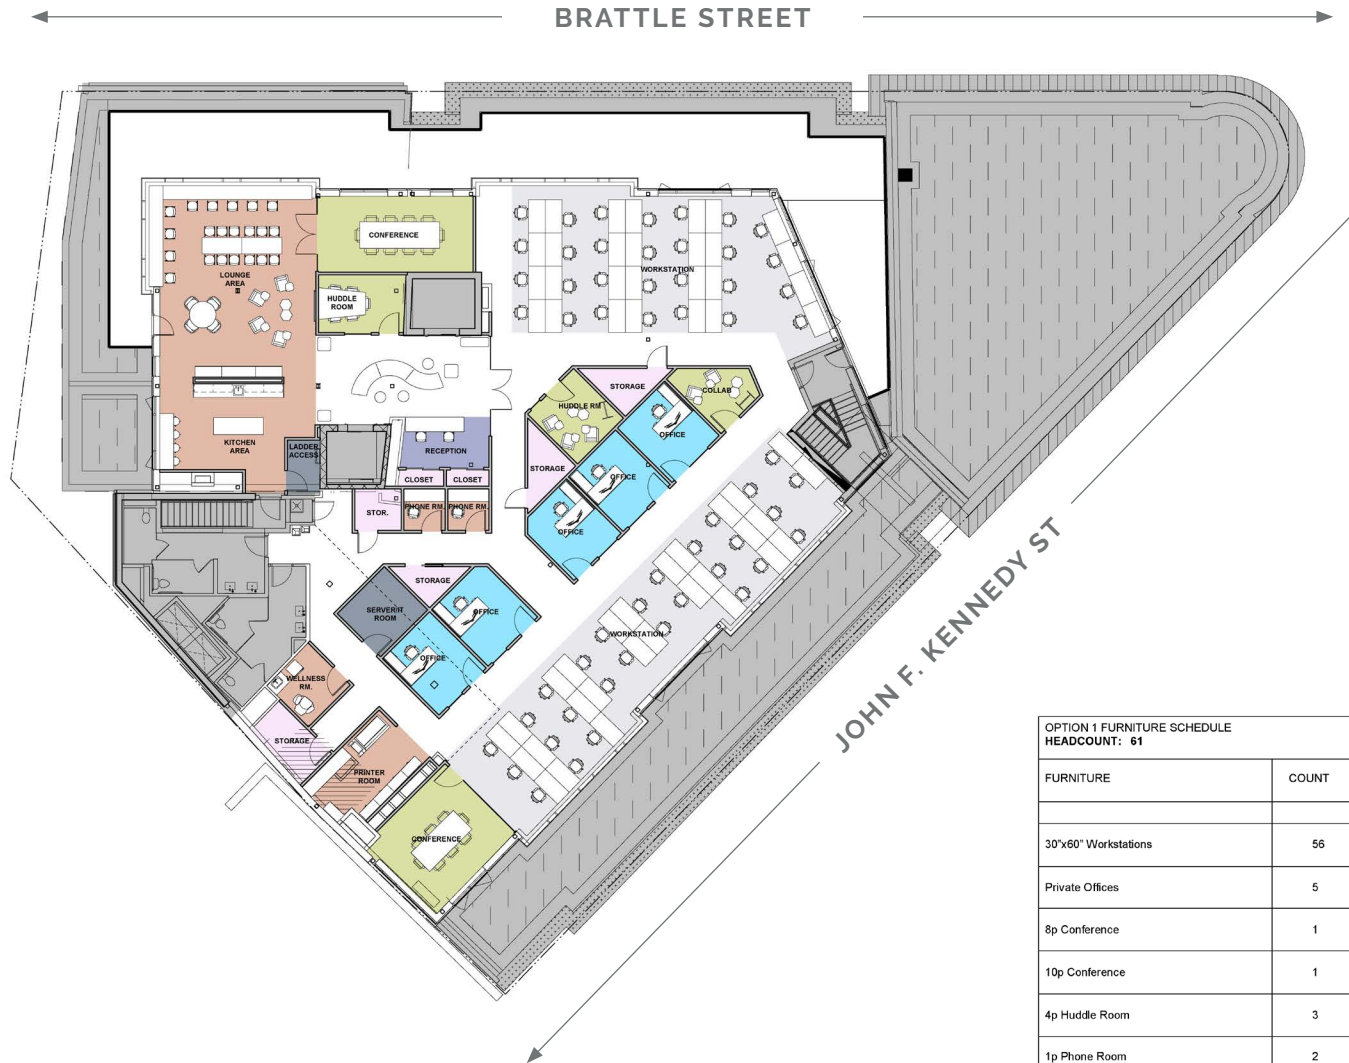 BRATTLE STREET
CONFERENCE
LOUNGE
AREA
WORKSTATION
HUDDLE
ROOM
STORAGE
COLLAB
HUDDLE RM
OFFICE
KITCHEN
AREA
LADDER
ACCESS
RECEPTION
STORAGE
OFFICE
CLOSET
CLOSET
STOR.
PHONE RM.
PHONE RM.
OFFICE
STORAGE
SERVER/IT
ROOM
OFFICE
WORKSTATION
OFFICE
WELLNESS
RM.
STORAGE
PRINTER
ROOM
CONFERENCE
JOHN F. KENNEDY ST
OPTION 1 FURNITURE SCHEDULE
HEADCOUNT: 61
FURNITURE COUNT
30"x60" Workstations 56
Private Offices 5
8p Conference 1
10p Conference 1
4p Huddle Room 3
1p Phone Room 2